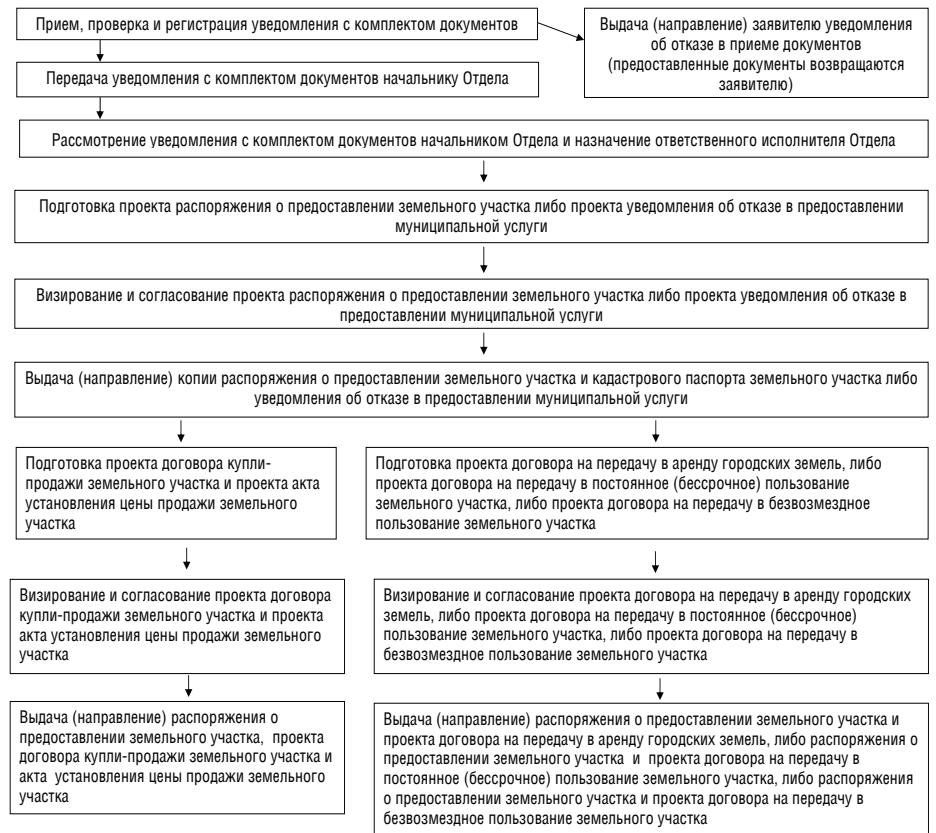 Прием, проверка и регистрация уведомления с комплектом документов
Выдача (направление) заявителю уведомления
об отказе в приеме документов
(предоставленные документы возвращаются
заявителю)
Передача уведомления с комплектом документов начальнику Отдела
Рассмотрение уведомления с комплектом документов начальником Отдела и назначение ответственного исполнителя Отдела
Подготовка проекта распоряжения о предоставлении земельного участка либо проекта уведомления об отказе в предоставлении
муниципальной услуги
Визирование и согласование проекта распоряжения о предоставлении земельного участка либо проекта уведомления об отказе в
предоставлении муниципальной услуги
Выдача (направление) копии распоряжения о предоставлении земельного участка и кадастрового паспорта земельного участка либо
уведомления об отказе в предоставлении муниципальной услуги
Подготовка проекта договора купли-
продажи земельного участка и проекта акта
установления цены продажи земельного
участка
Подготовка проекта договора на передачу в аренду городских земель, либо
проекта договора на передачу в постоянное (бессрочное) пользование
земельного участка, либо проекта договора на передачу в безвозмездное
пользование земельного участка
Визирование и согласование проекта договора
купли-продажи земельного участка и проекта
акта установления цены продажи земельного
участка
Визирование и согласование проекта договора на передачу в аренду городских
земель, либо проекта договора на передачу в постоянное (бессрочное)
пользование земельного участка, либо проекта договора на передачу в
безвозмездное пользование земельного участка
Выдача (направление) распоряжения о
предоставлении земельного участка, проекта
договора купли-продажи земельного участка и
акта установления цены продажи земельного
участка
Выдача (направление) распоряжения о предоставлении земельного участка и
проекта договора на передачу в аренду городских земель, либо распоряжения о
предоставлении земельного участка и проекта договора на передачу в
постоянное (бессрочное) пользование земельного участка, либо распоряжения
о предоставлении земельного участка и проекта договора на передачу в
безвозмездное пользование земельного участка